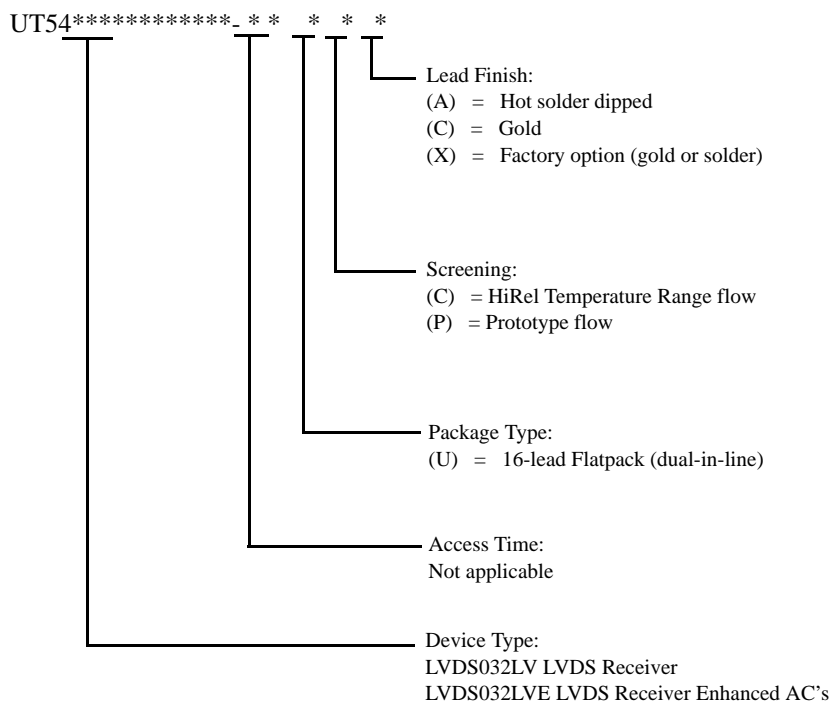 UT54************-* * * * *
Lead Finish:
(A) = Hot solder dipped
(C) = Gold
(X) = Factory option (gold or solder)
Screening:
(C) = HiRel Temperature Range flow
(P) = Prototype flow
Package Type:
(U) = 16-lead Flatpack (dual-in-line)
Access Time:
Not applicable
Device Type:
LVDS032LV LVDS Receiver
LVDS032LVE LVDS Receiver Enhanced AC's